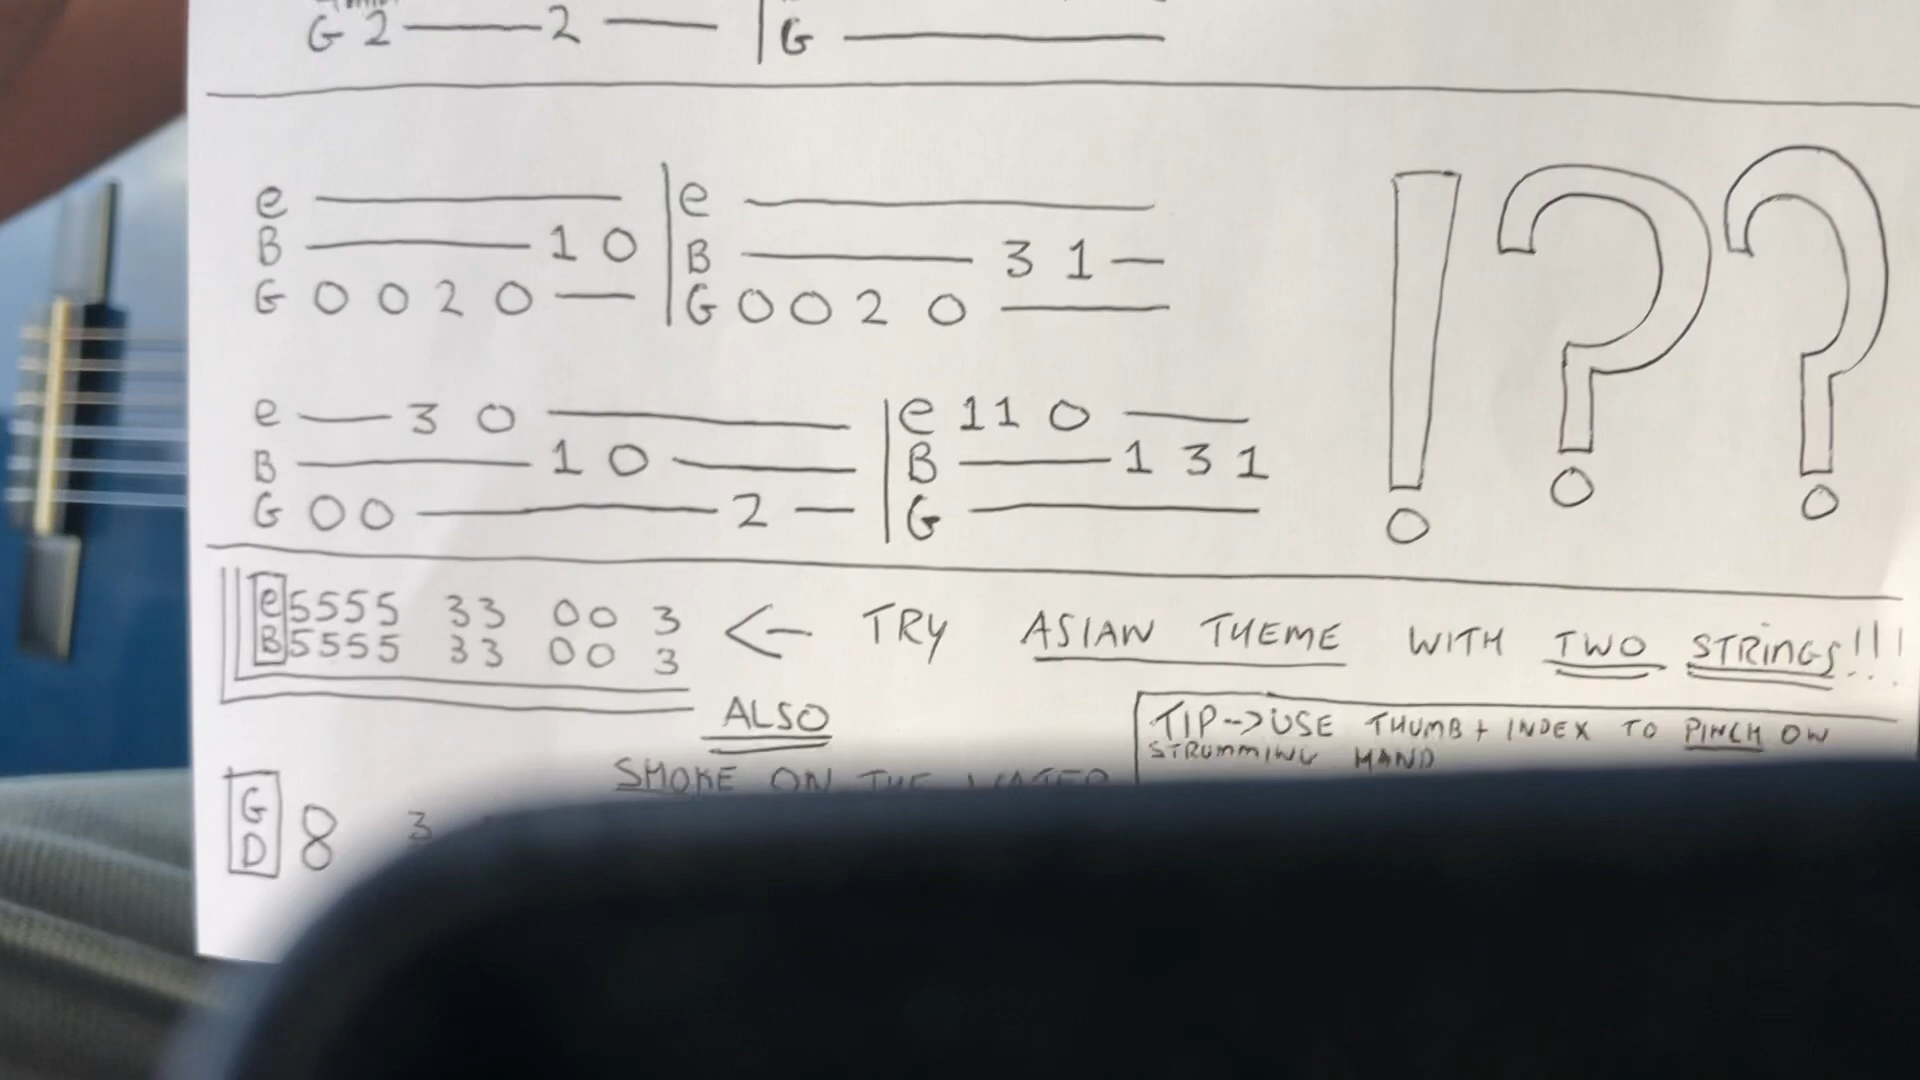 G 2——2 — | G ———
e ——— | e ———
B ——— 1 0 | B ——— 3 1 —
G 0 0 2 0 — | G 0 0 2 0 ——
e — 3 0 ——— | e 1 1 0 ——
B ——— 1 0 —— | B —— 1 3 1
G 0 0 ——— 2 — | G ———
! ? ?
e 5555 33 00 3
B 5555 33 00 3
<- TRY ASIAN THEME WITH TWO STRINGS!!!
ALSO
SMOKE ON THE WATER
TIP-->USE THUMB + INDEX TO PINCH ON
STRUMMING HAND
G
D
8 3